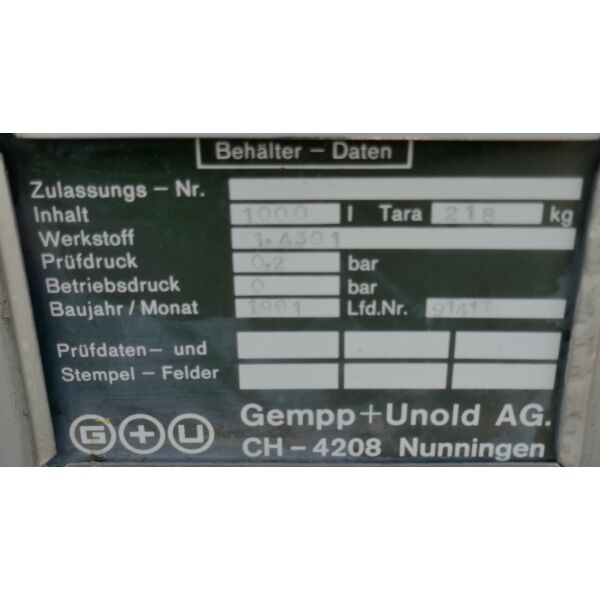 Behälter – Daten
Zulassungs – Nr.
Inhalt 1000 l Tara 218 kg
Werkstoff 1.4301
Prüfdruck 0,2 bar
Betriebsdruck 0 bar
Baujahr / Monat 1991 Lfd.Nr. 91417
Prüfdaten – und
Stempel – Felder
G+U Gempp+Unold AG.
CH – 4208 Nunningen